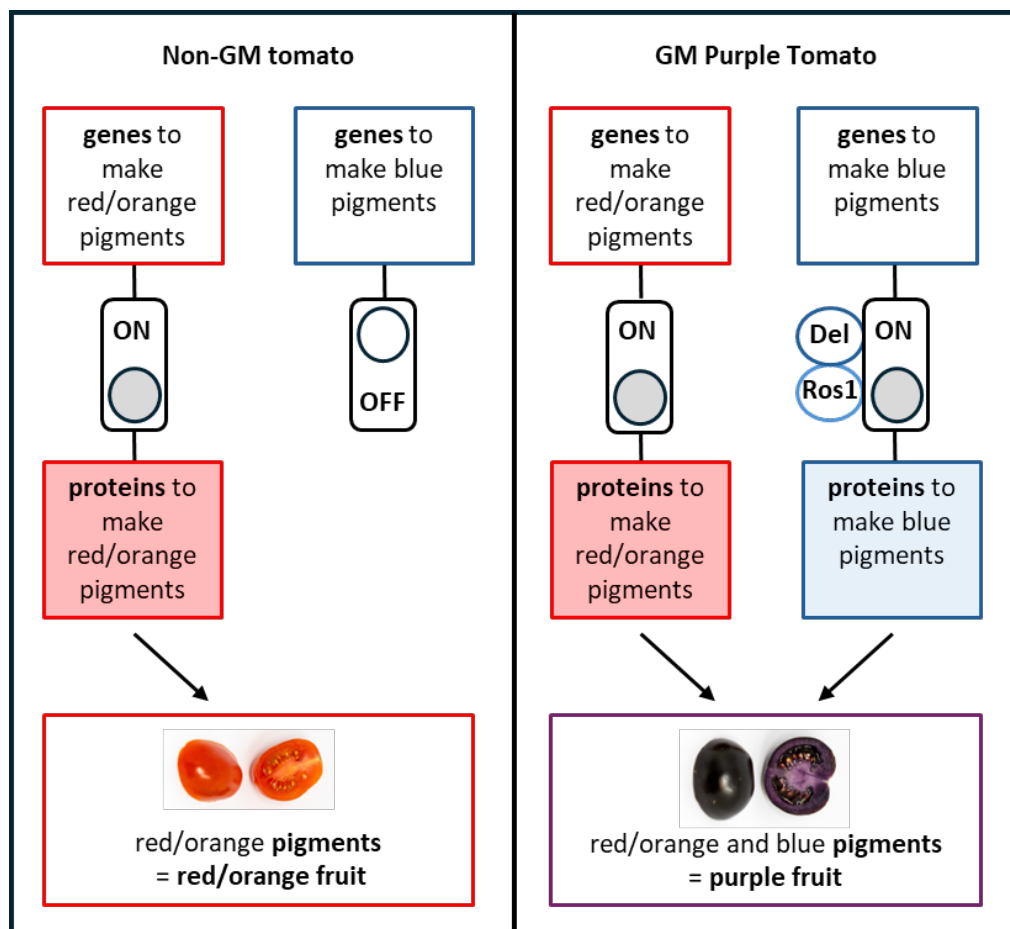 Non-GM tomato
genes to
make
red/orange
pigments
genes to
make blue
pigments
ON
OFF
proteins to
make
red/orange
pigments
red/orange pigments
= red/orange fruit
GM Purple Tomato
genes to
make
red/orange
pigments
genes to
make blue
pigments
ON
Del
Ros1
ON
proteins to
make
red/orange
pigments
proteins to
make blue
pigments
red/orange and blue pigments
= purple fruit